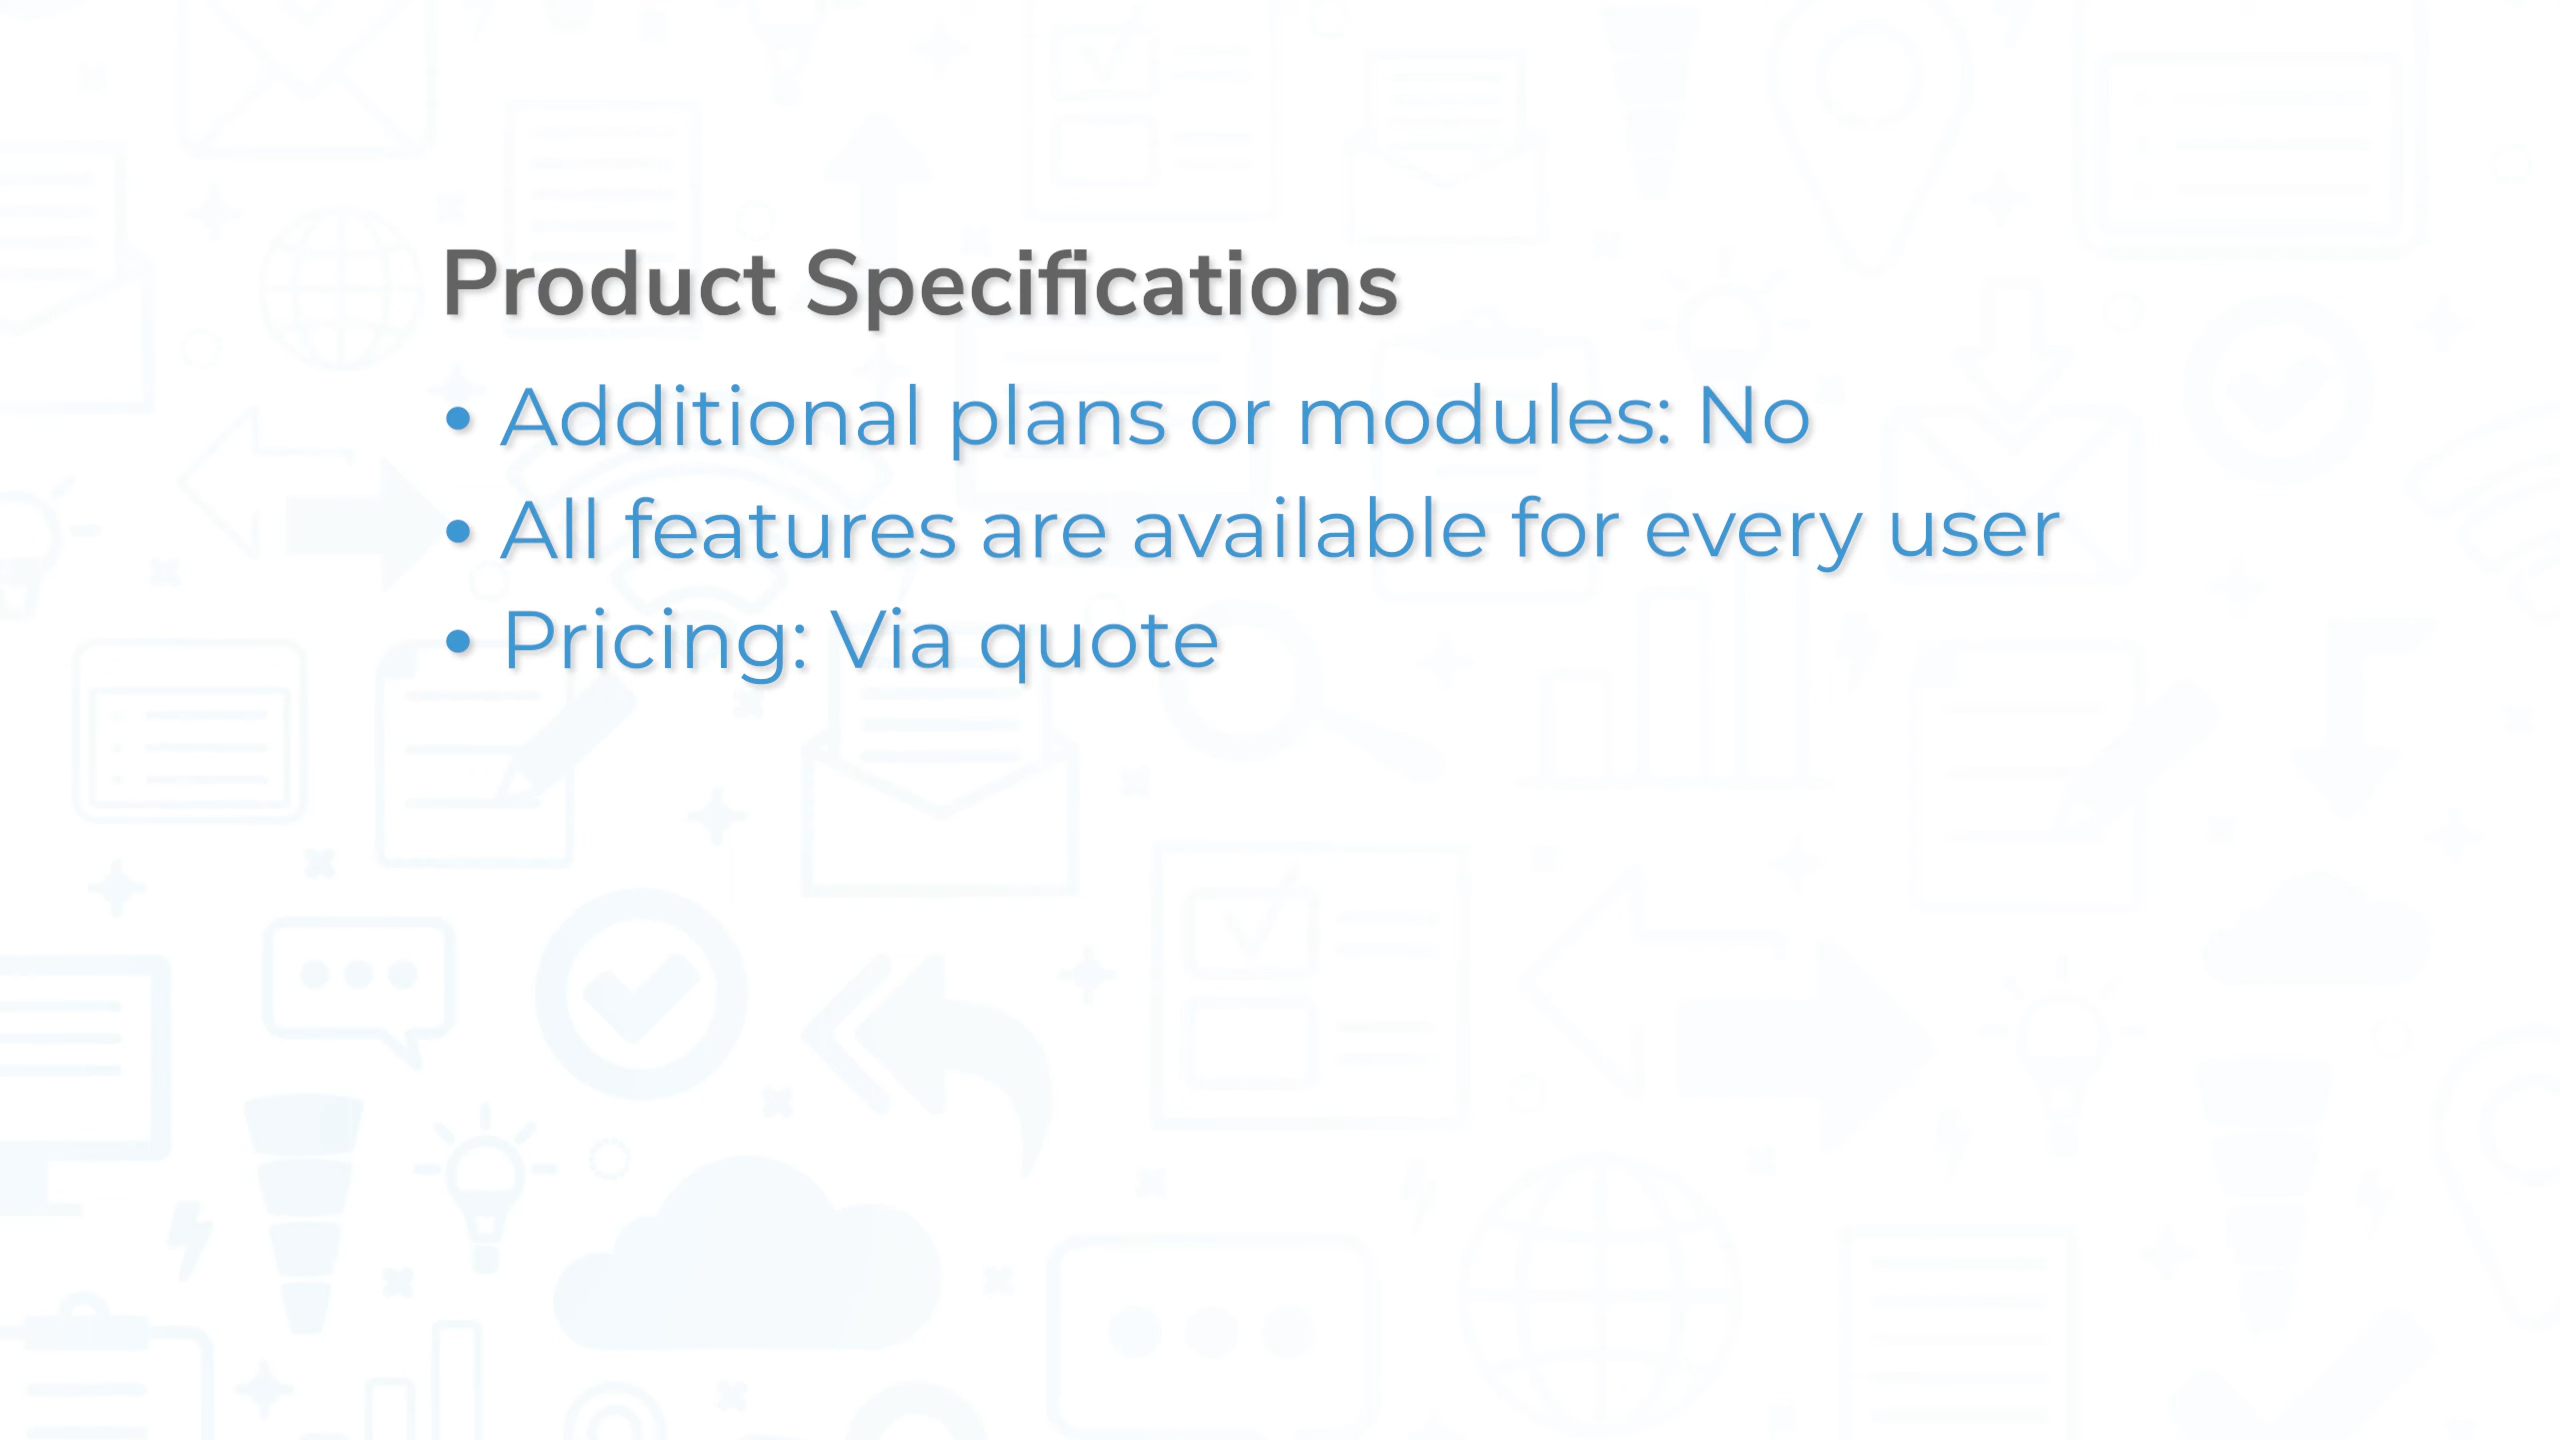 Product Specifications
• Additional plans or modules: No
• All features are available for every user
• Pricing: Via quote